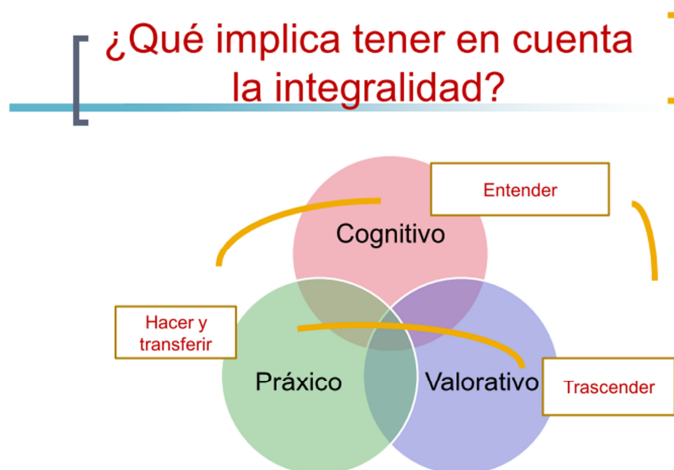 ¿Qué implica tener en cuenta
la integralidad?
Entender
Cognitivo
Hacer y
transferir
Práxico
Valorativo
Trascender